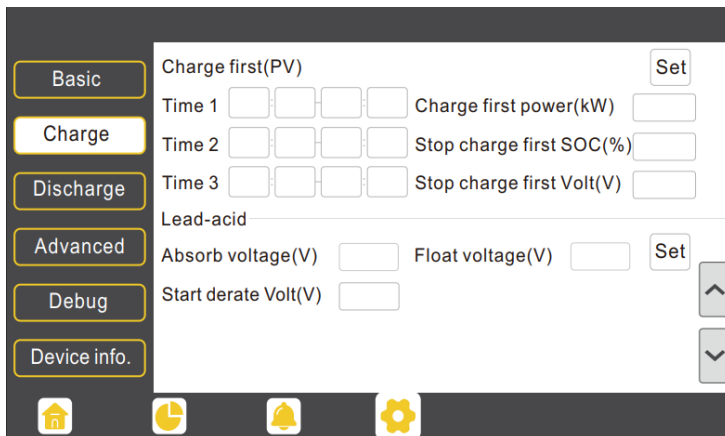 Basic
Charge
Discharge
Advanced
Debug
Device info.
Charge first(PV) Set
Time 1 : - : Charge first power(kW)
Time 2 : - : Stop charge first SOC(%)
Time 3 : - : Stop charge first Volt(V)
Lead-acid
Absorb voltage(V) Float voltage(V) Set
Start derate Volt(V)